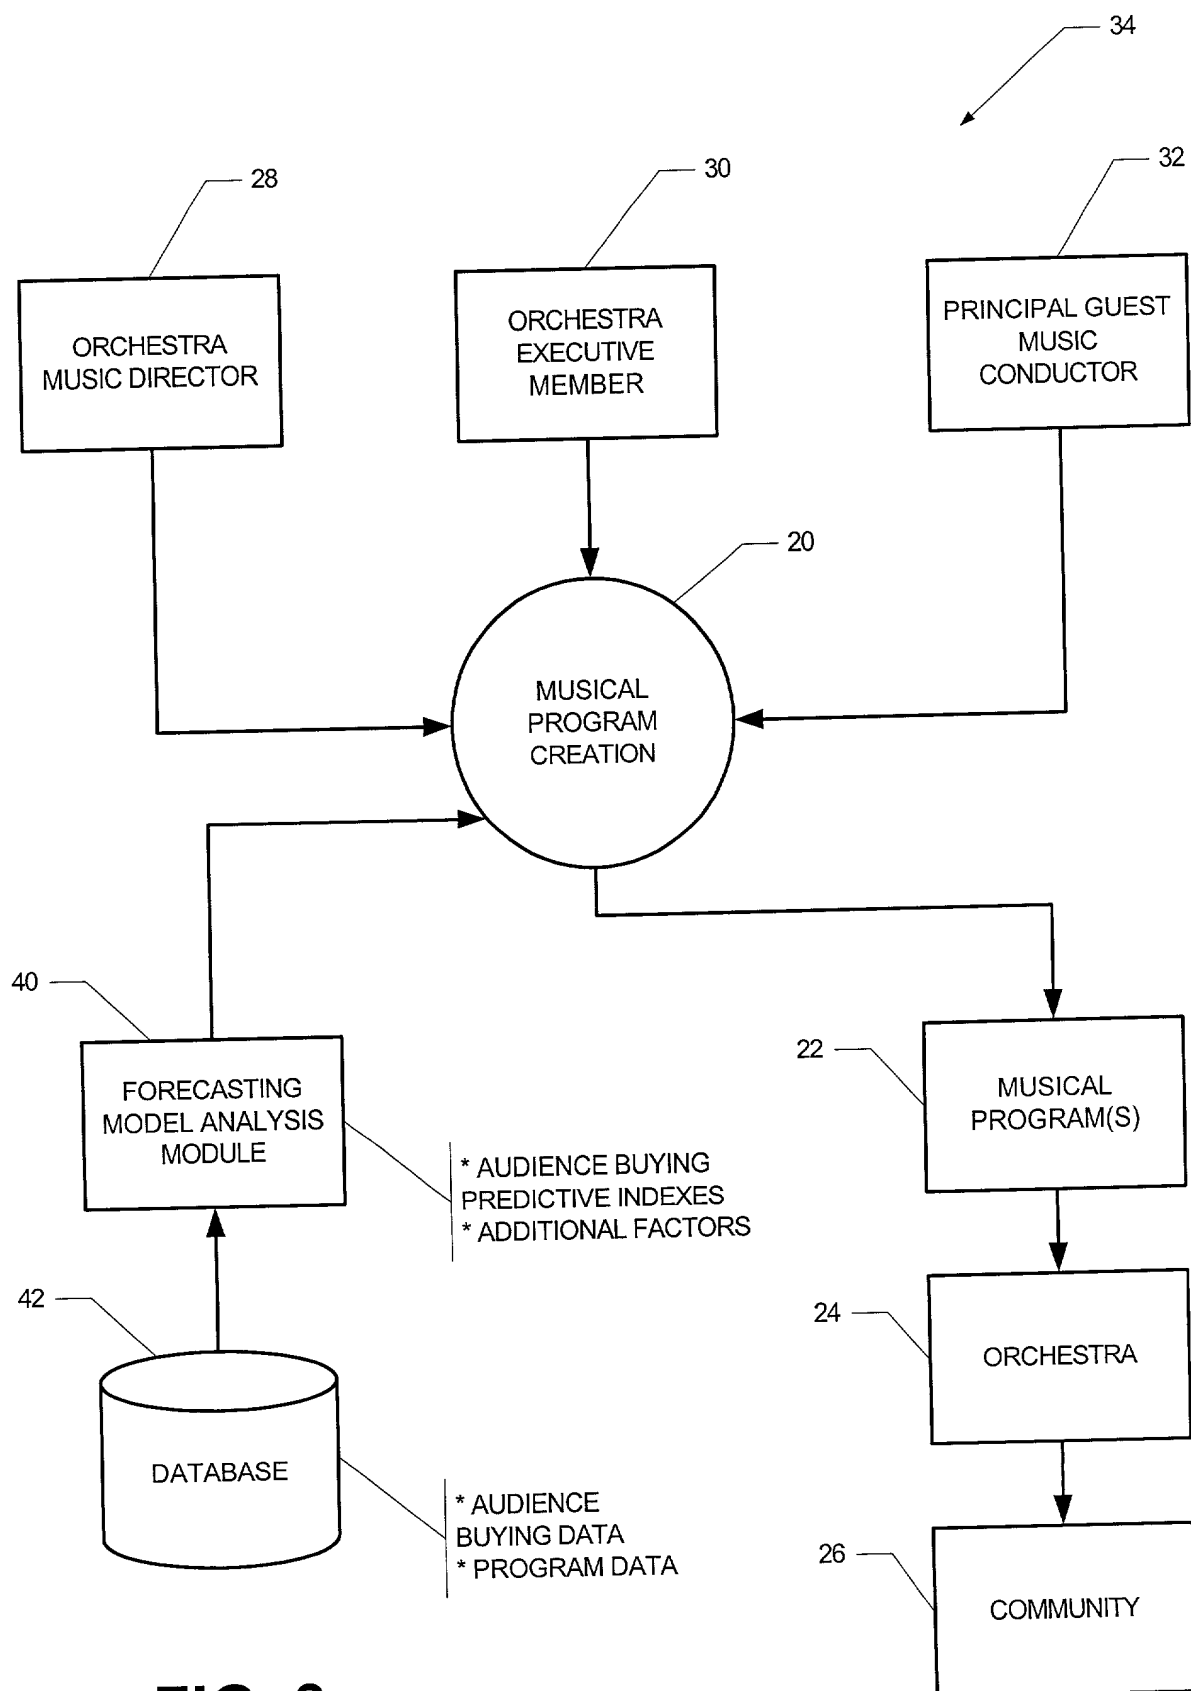 34
28
30
32
ORCHESTRA
MUSIC DIRECTOR
ORCHESTRA
EXECUTIVE
MEMBER
PRINCIPAL GUEST
MUSIC
CONDUCTOR
20
MUSICAL
PROGRAM
CREATION
40
FORECASTING
MODEL ANALYSIS
MODULE
* AUDIENCE BUYING
PREDICTIVE INDEXES
* ADDITIONAL FACTORS
22
MUSICAL
PROGRAM(S)
42
DATABASE
* AUDIENCE
BUYING DATA
* PROGRAM DATA
24
ORCHESTRA
26
COMMUNITY
FIG.